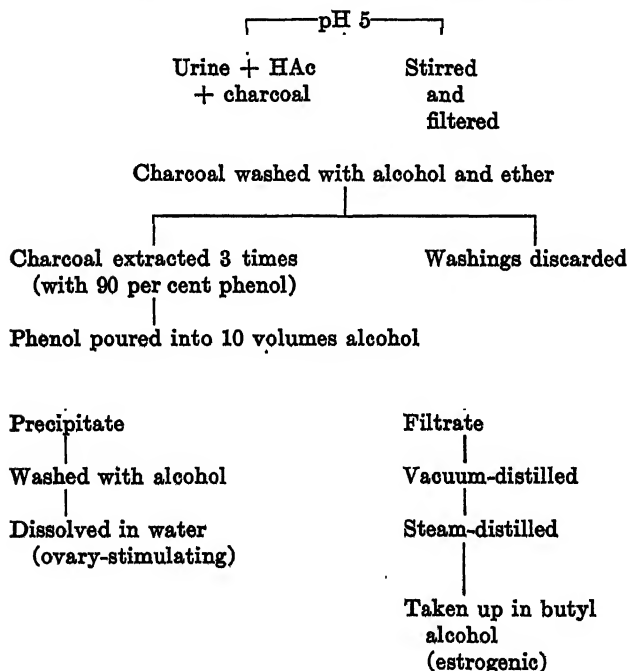 pH 5
Urine + HAc
+ charcoal
Stirred
and
filtered
Charcoal washed with alcohol and ether
Charcoal extracted 3 times
(with 90 per cent phenol)
Washings discarded
Phenol poured into 10 volumes alcohol
Precipitate
Washed with alcohol
Dissolved in water
(ovary-stimulating)
Filtrate
Vacuum-distilled
Steam-distilled
Taken up in butyl
alcohol
(estrogenic)